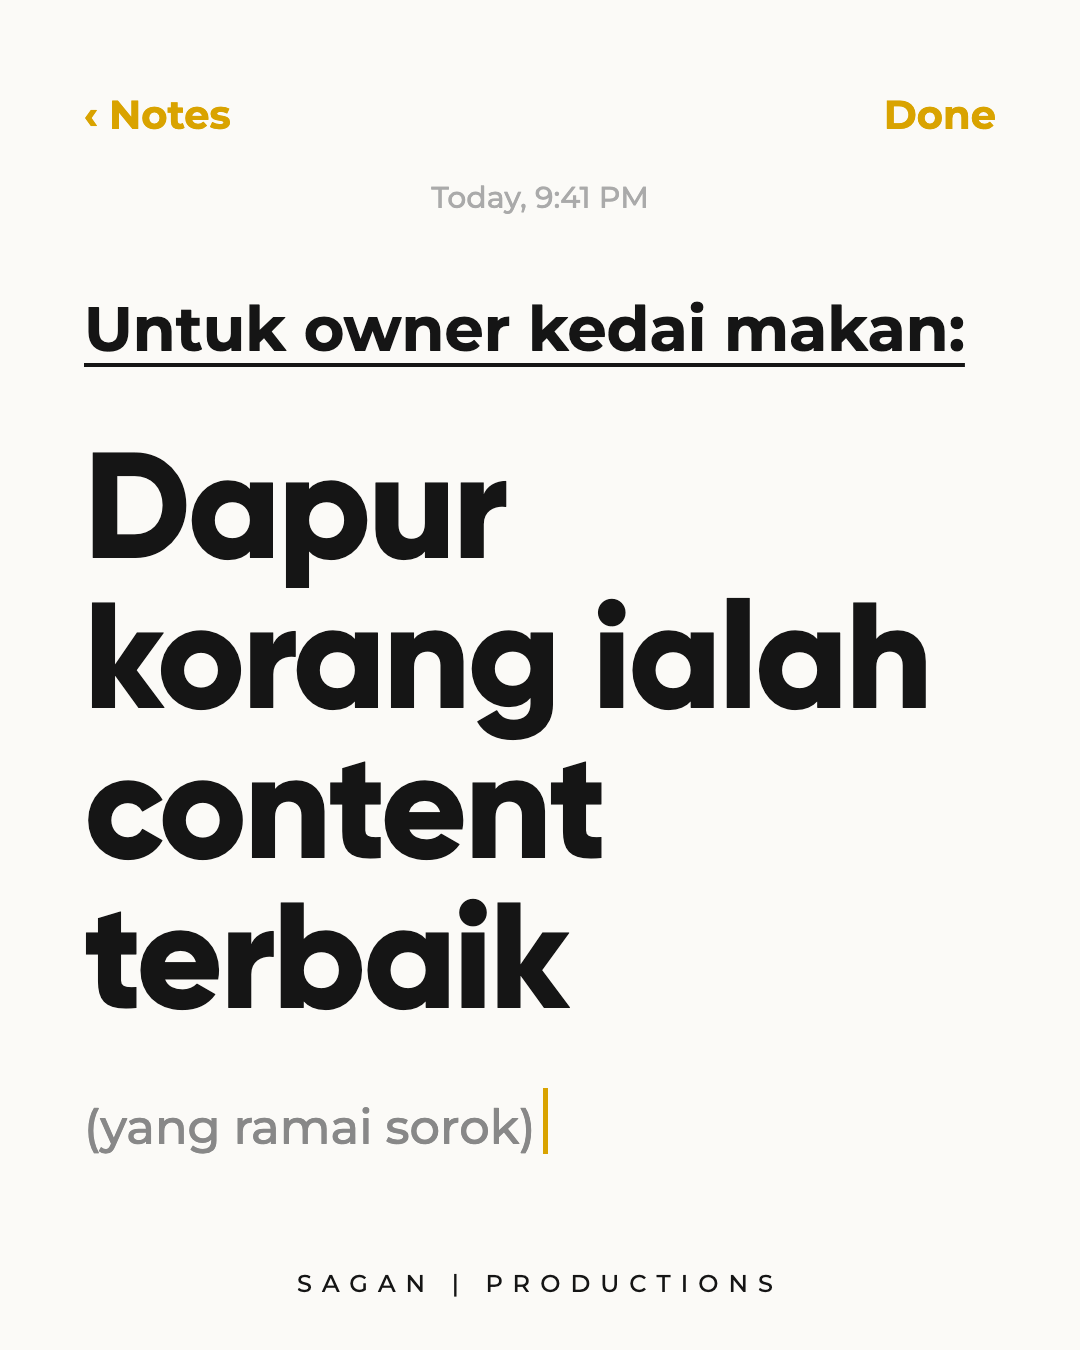 ‹ Notes
Done
Today, 9:41 PM
Untuk owner kedai makan:
Dapur
korang ialah
content
terbaik
(yang ramai sorok)
SAGAN | PRODUCTIONS